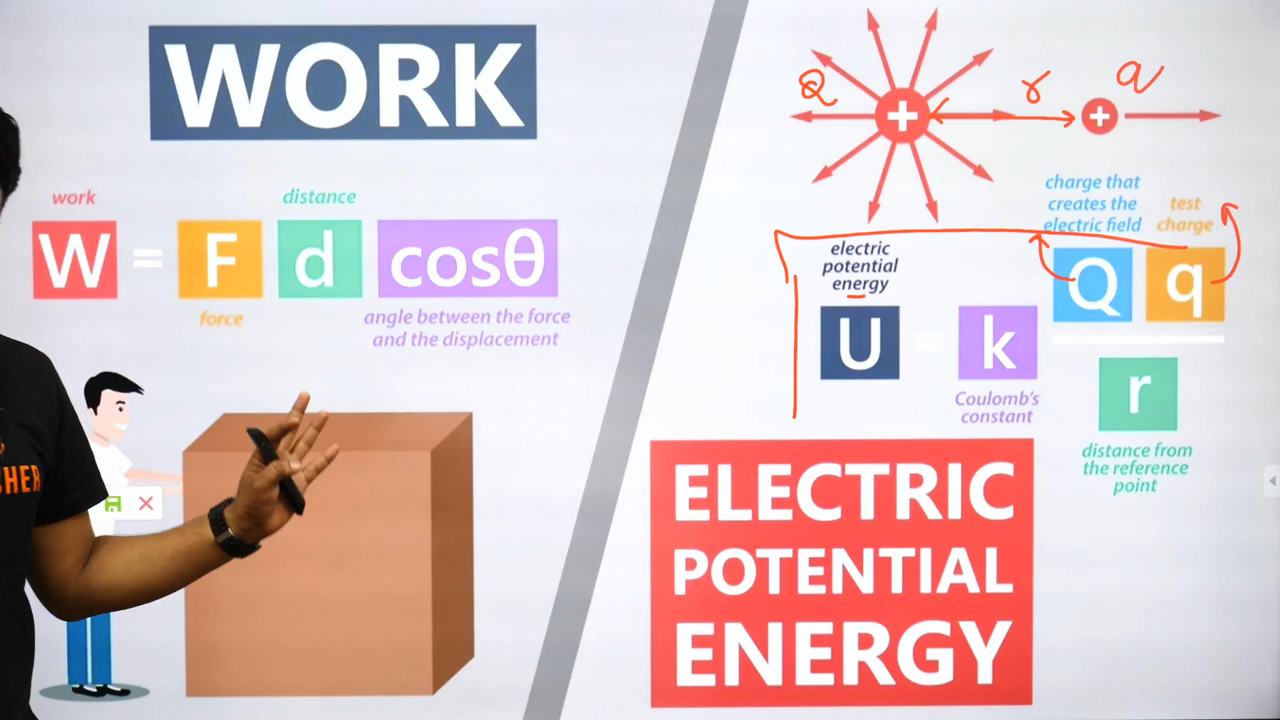 WORK
work
distance
W = F d cosθ
force
angle between the force
and the displacement
CHER
Q
r
q
+
+
charge that
creates the
electric field
test
charge
electric
potential
energy
U = k Q q
r
Coulomb's
constant
distance from
the reference
point
ELECTRIC
POTENTIAL
ENERGY